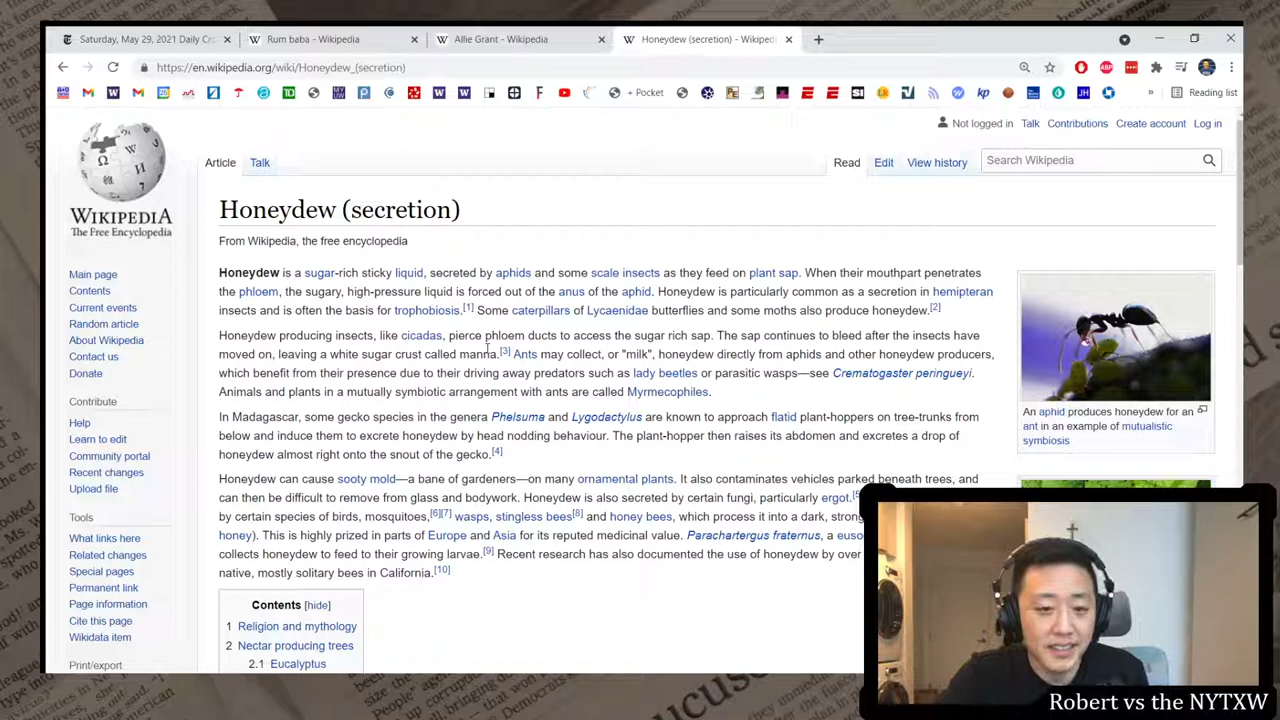 Saturday, May 29, 2021 Daily Cr
Rum baba - Wikipedia
Allie Grant - Wikipedia
Honeydew (secretion) - Wikiped
https://en.wikipedia.org/wiki/Honeydew_(secretion)
+ Pocket
Reading list
Not logged in Talk Contributions Create account Log in
Article Talk
Read Edit View history
Search Wikipedia
WIKIPEDIA
The Free Encyclopedia
Main page
Contents
Current events
Random article
About Wikipedia
Contact us
Donate
Contribute
Help
Learn to edit
Community portal
Recent changes
Upload file
Tools
What links here
Related changes
Special pages
Permanent link
Page information
Cite this page
Wikidata item
Print/export
Honeydew (secretion)
From Wikipedia, the free encyclopedia
Honeydew is a sugar-rich sticky liquid, secreted by aphids and some scale insects as they feed on plant sap. When their mouthpart penetrates
the phloem, the sugary, high-pressure liquid is forced out of the anus of the aphid. Honeydew is particularly common as a secretion in hemipteran
insects and is often the basis for trophobiosis.[1] Some caterpillars of Lycaenidae butterflies and some moths also produce honeydew.[2]
Honeydew producing insects, like cicadas, pierce phloem ducts to access the sugar rich sap. The sap continues to bleed after the insects have
moved on, leaving a white sugar crust called manna.[3] Ants may collect, or "milk", honeydew directly from aphids and other honeydew producers,
which benefit from their presence due to their driving away predators such as lady beetles or parasitic wasps—see Crematogaster peringueyi.
Animals and plants in a mutually symbiotic arrangement with ants are called Myrmecophiles.
In Madagascar, some gecko species in the genera Phelsuma and Lygodactylus are known to approach flatid plant-hoppers on tree-trunks from
below and induce them to excrete honeydew by head nodding behaviour. The plant-hopper then raises its abdomen and excretes a drop of
honeydew almost right onto the snout of the gecko.[4]
Honeydew can cause sooty mold—a bane of gardeners—on many ornamental plants. It also contaminates vehicles parked beneath trees, and
can then be difficult to remove from glass and bodywork. Honeydew is also secreted by certain fungi, particularly ergot.
by certain species of birds, mosquitoes,[6][7] wasps, stingless bees[8] and honey bees, which process it into a dark, strong
honey). This is highly prized in parts of Europe and Asia for its reputed medicinal value. Parachartergus fraternus, a euso
collects honeydew to feed to their growing larvae.[9] Recent research has also documented the use of honeydew by over
native, mostly solitary bees in California.[10]
Contents [hide]
1 Religion and mythology
2 Nectar producing trees
2.1 Eucalyptus
An aphid produces honeydew for an
ant in an example of mutualistic
symbiosis
Robert vs the NYTXW